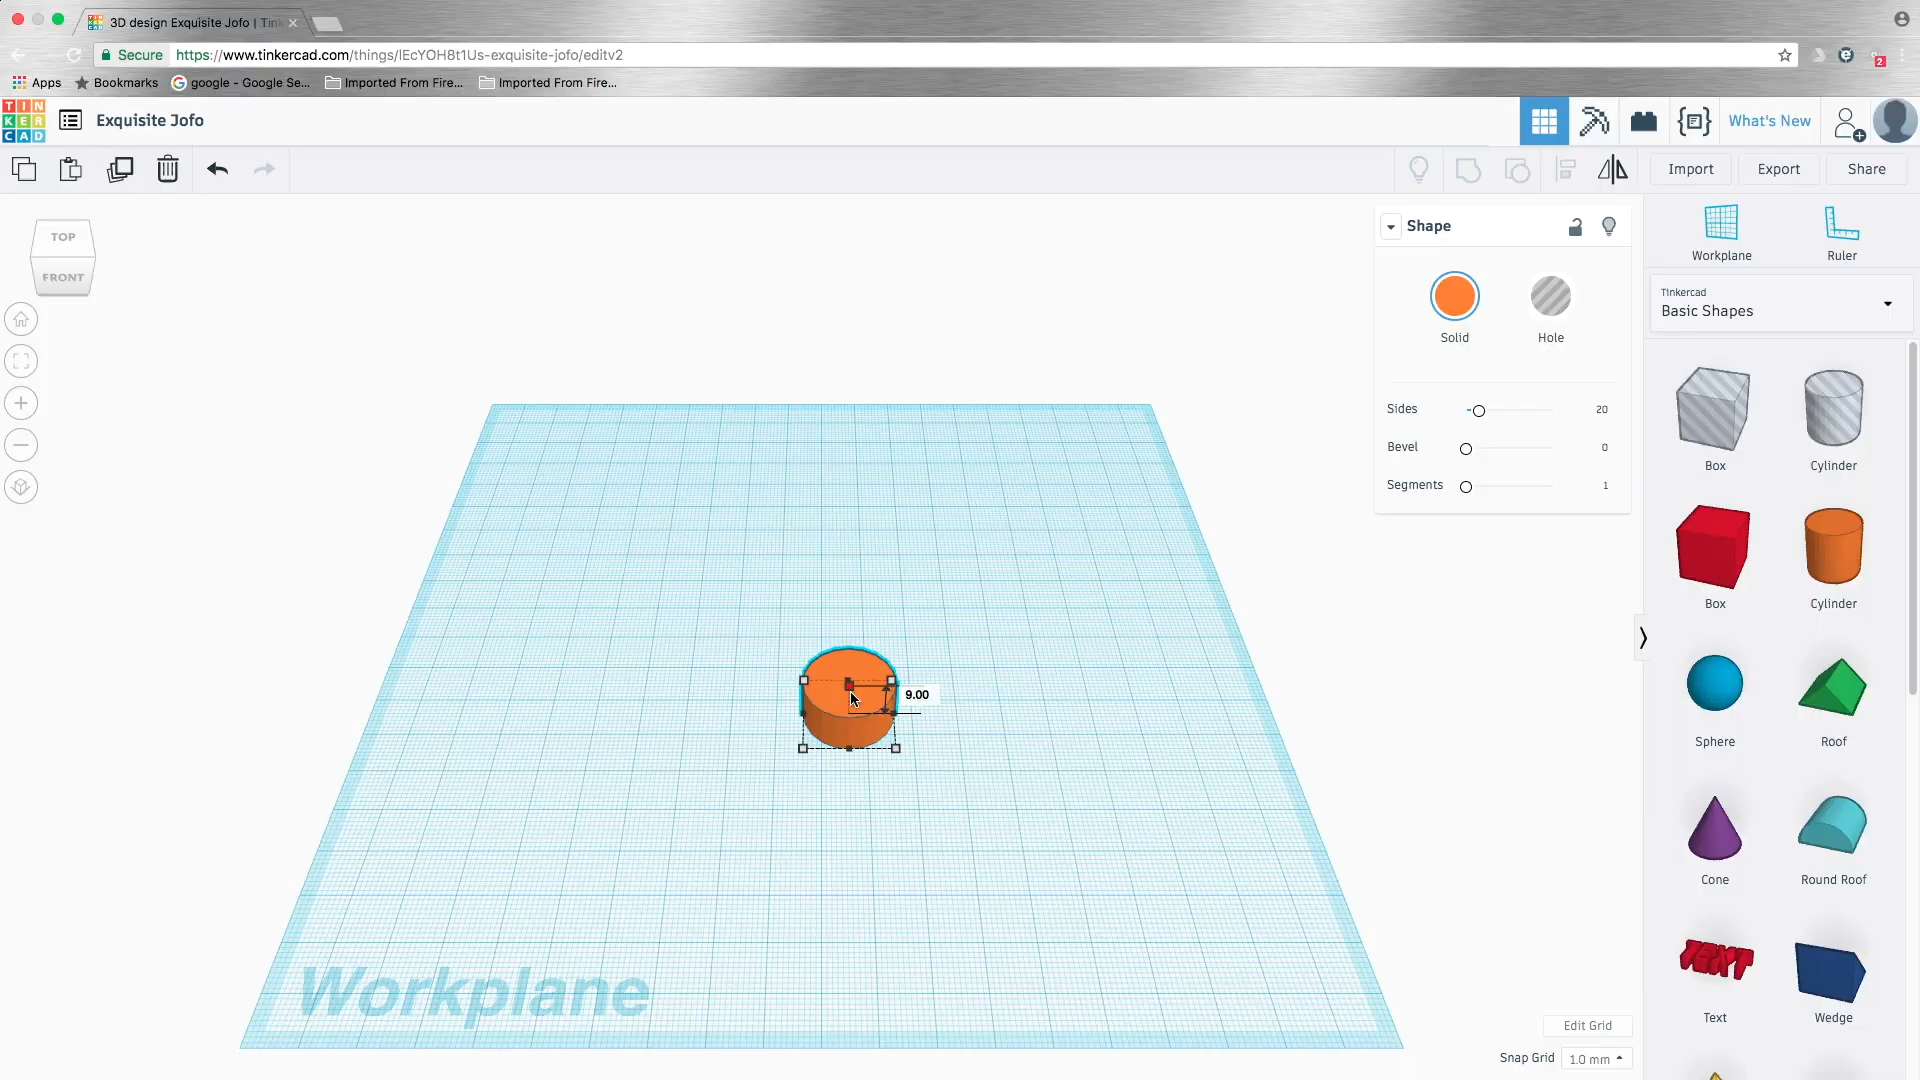 3D design Exquisite Jofo | Tin
Secure https://www.tinkercad.com/things/lEcYOH8t1Us-exquisite-jofo/editv2
2
Apps Bookmarks google - Google Se... Imported From Fire... Imported From Fire...
TIN
KER
CAD
Exquisite Jofo
What's New
Import Export Share
TOP
FRONT
Shape
Solid Hole
Sides 20
Bevel 0
Segments 1
Workplane Ruler
Tinkercad
Basic Shapes
Box Cylinder
Box Cylinder
Sphere Roof
Cone Round Roof
TEXT
Text Wedge
9.00
Workplane
Edit Grid
Snap Grid 1.0 mm